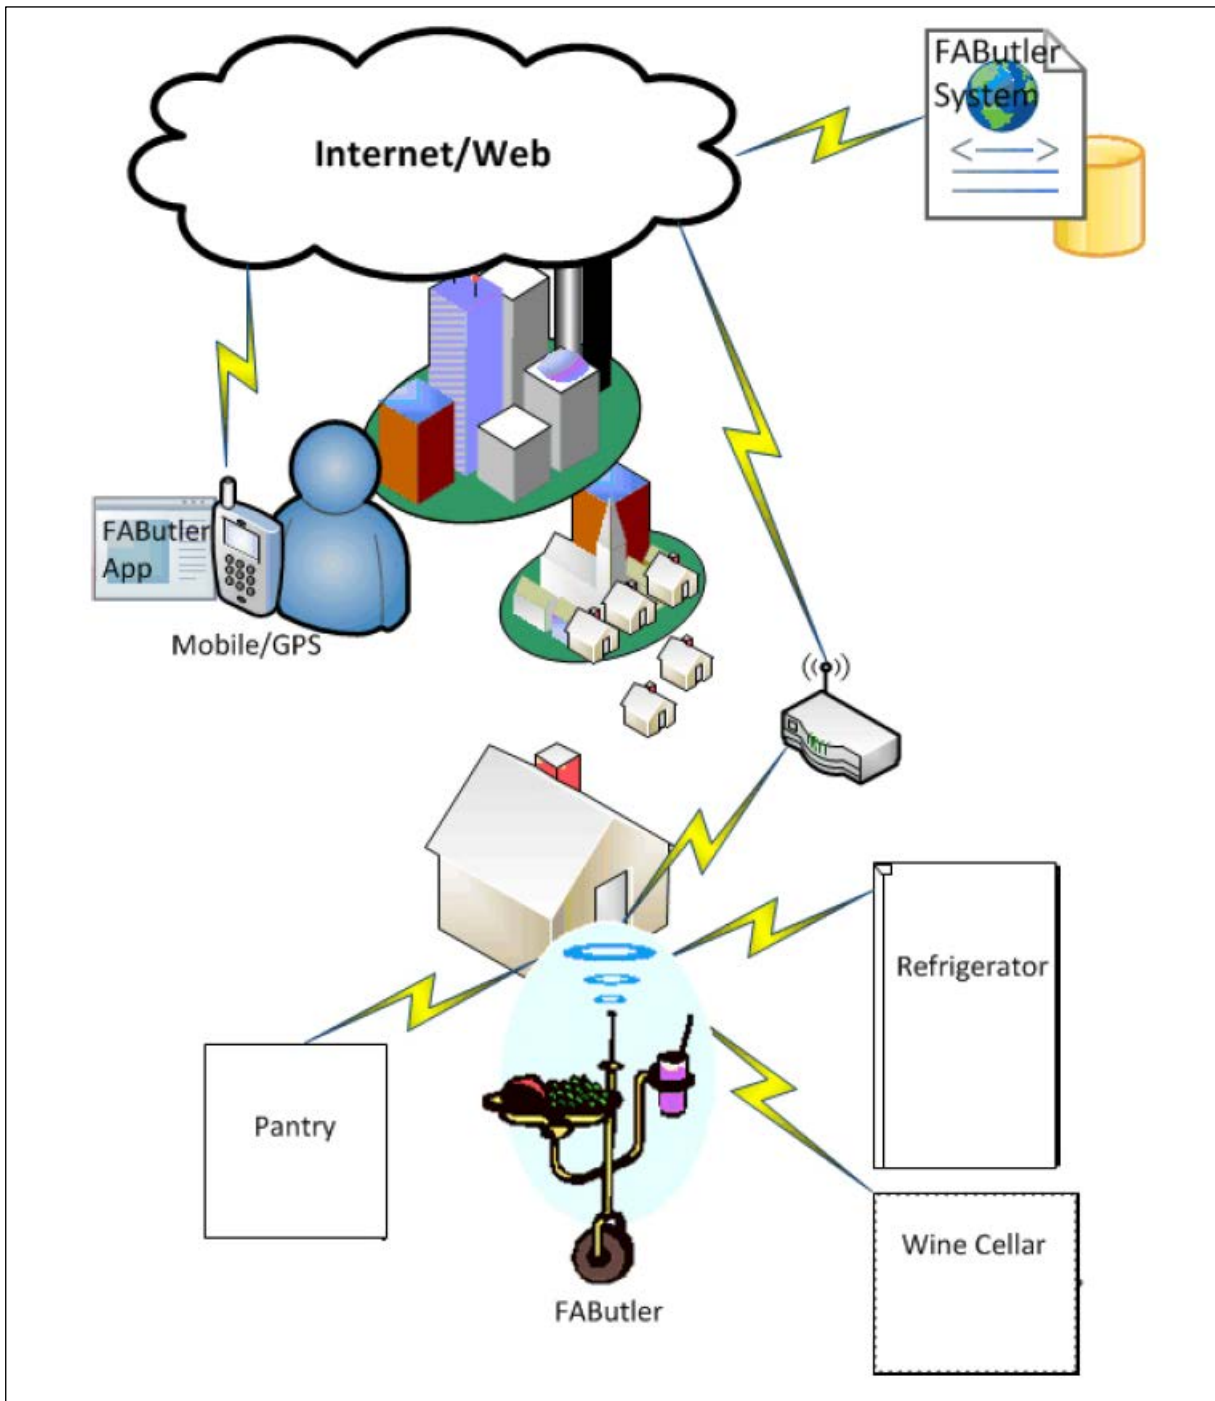 FAButler
System
Internet/Web
FAButler
App
Mobile/GPS
Refrigerator
Pantry
Wine Cellar
FAButler